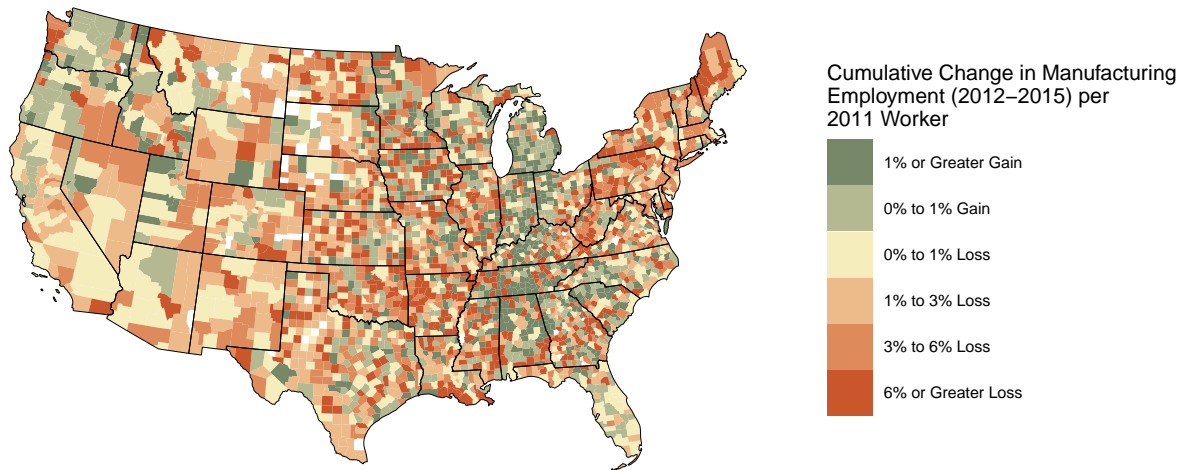 Cumulative Change in Manufacturing
Employment (2012–2015) per
2011 Worker
1% or Greater Gain
0% to 1% Gain
0% to 1% Loss
1% to 3% Loss
3% to 6% Loss
6% or Greater Loss